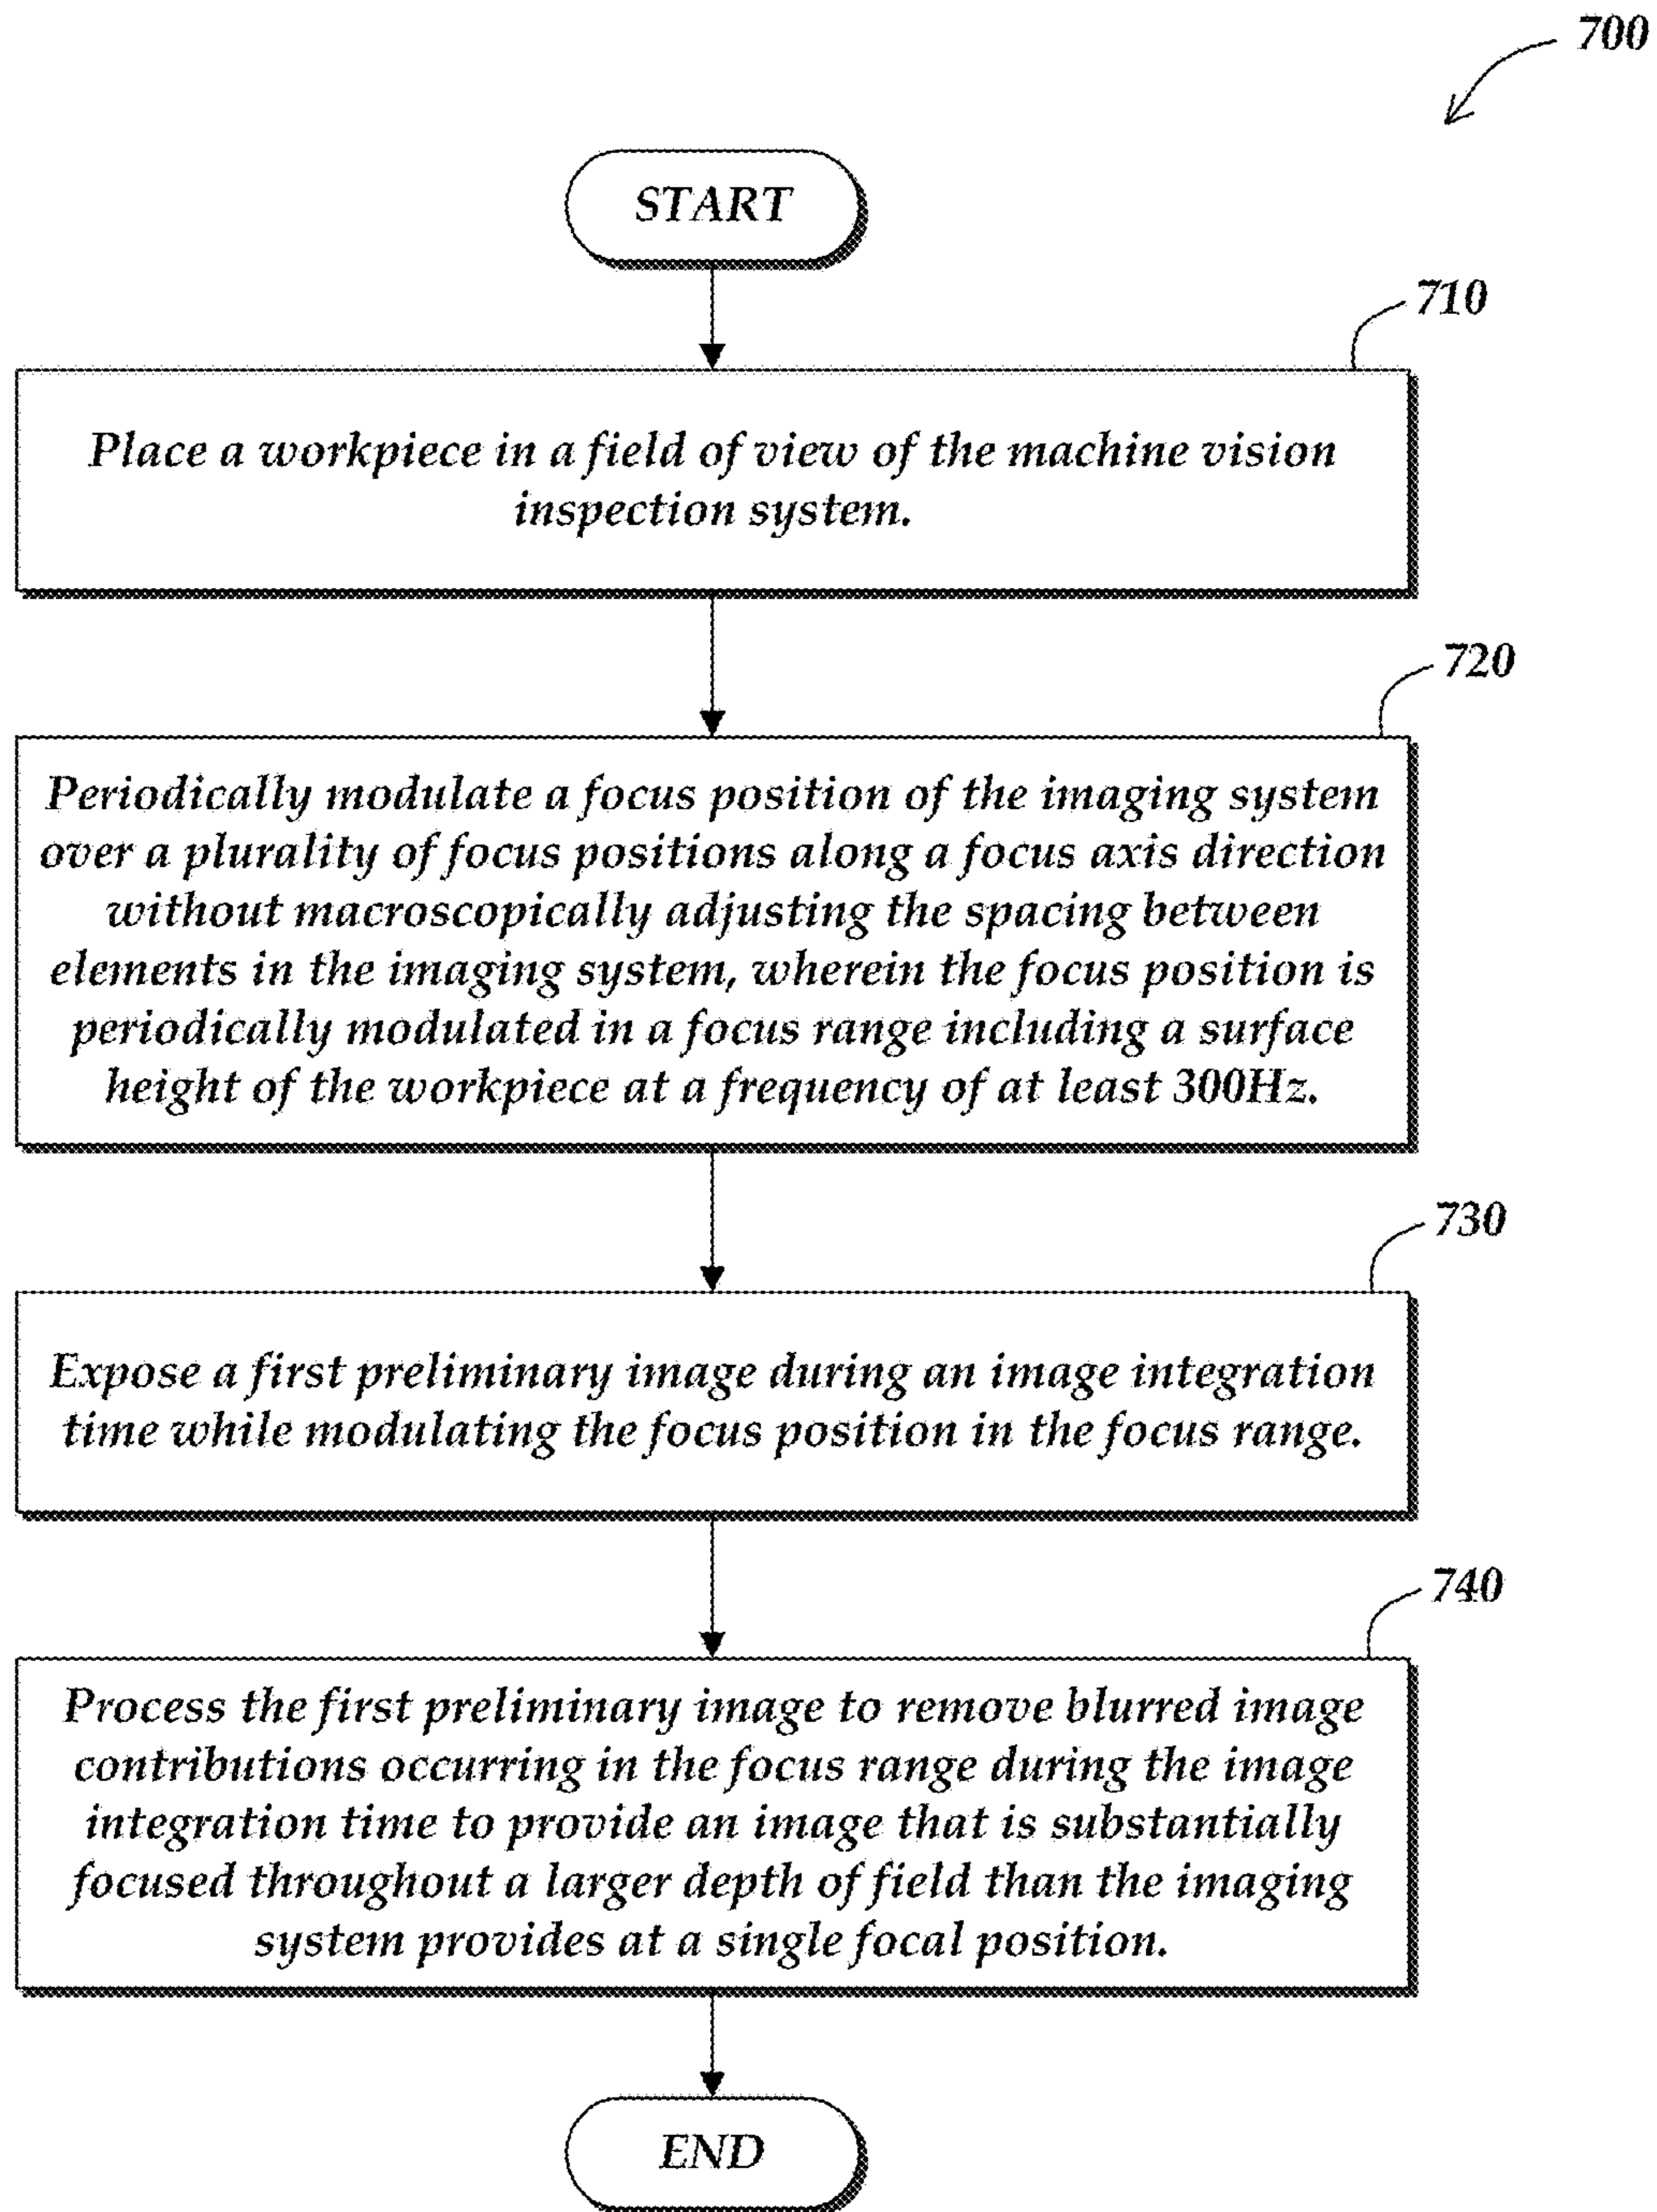 700
START
710
Place a workpiece in a field of view of the machine vision
inspection system.
720
Periodically modulate a focus position of the imaging system
over a plurality of focus positions along a focus axis direction
without macroscopically adjusting the spacing between
elements in the imaging system, wherein the focus position is
periodically modulated in a focus range including a surface
height of the workpiece at a frequency of at least 300Hz.
730
Expose a first preliminary image during an image integration
time while modulating the focus position in the focus range.
740
Process the first preliminary image to remove blurred image
contributions occurring in the focus range during the image
integration time to provide an image that is substantially
focused throughout a larger depth of field than the imaging
system provides at a single focal position.
END